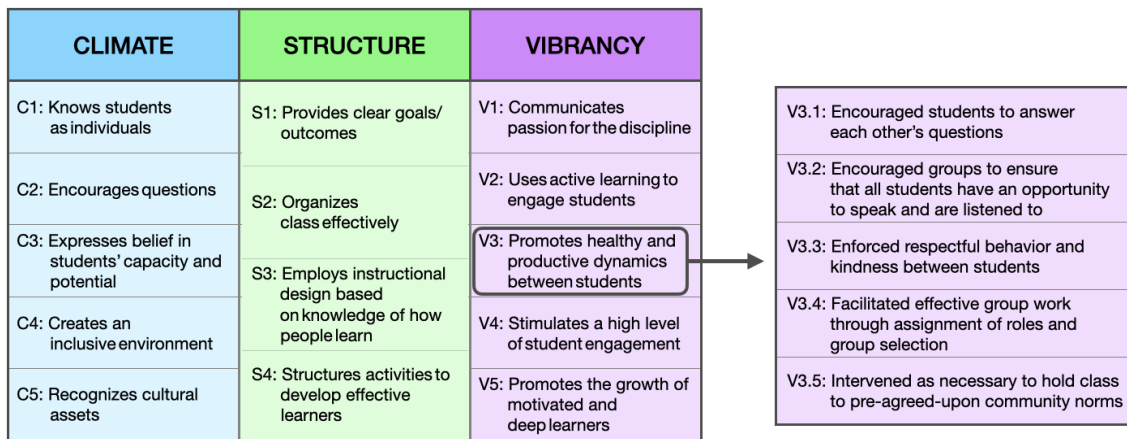 CLIMATE
C1: Knows students
as individuals
C2: Encourages questions
C3: Expresses belief in
students' capacity and
potential
C4: Creates an
inclusive environment
C5: Recognizes cultural
assets
STRUCTURE
S1: Provides clear goals/
outcomes
S2: Organizes
class effectively
S3: Employs instructional
design based
on knowledge of how
people learn
S4: Structures activities to
develop effective
learners
VIBRANCY
V1: Communicates
passion for the discipline
V2: Uses active learning to
engage students
V3: Promotes healthy and
productive dynamics
between students
V4: Stimulates a high level
of student engagement
V5: Promotes the growth of
motivated and
deep learners
V3.1: Encouraged students to answer
each other's questions
V3.2: Encouraged groups to ensure
that all students have an opportunity
to speak and are listened to
V3.3: Enforced respectful behavior and
kindness between students
V3.4: Facilitated effective group work
through assignment of roles and
group selection
V3.5: Intervened as necessary to hold class
to pre-agreed-upon community norms